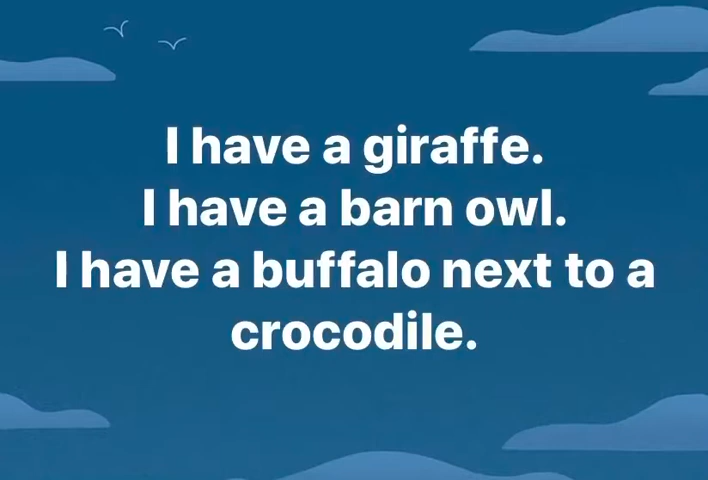 I have a giraffe.
I have a barn owl.
I have a buffalo next to a
crocodile.